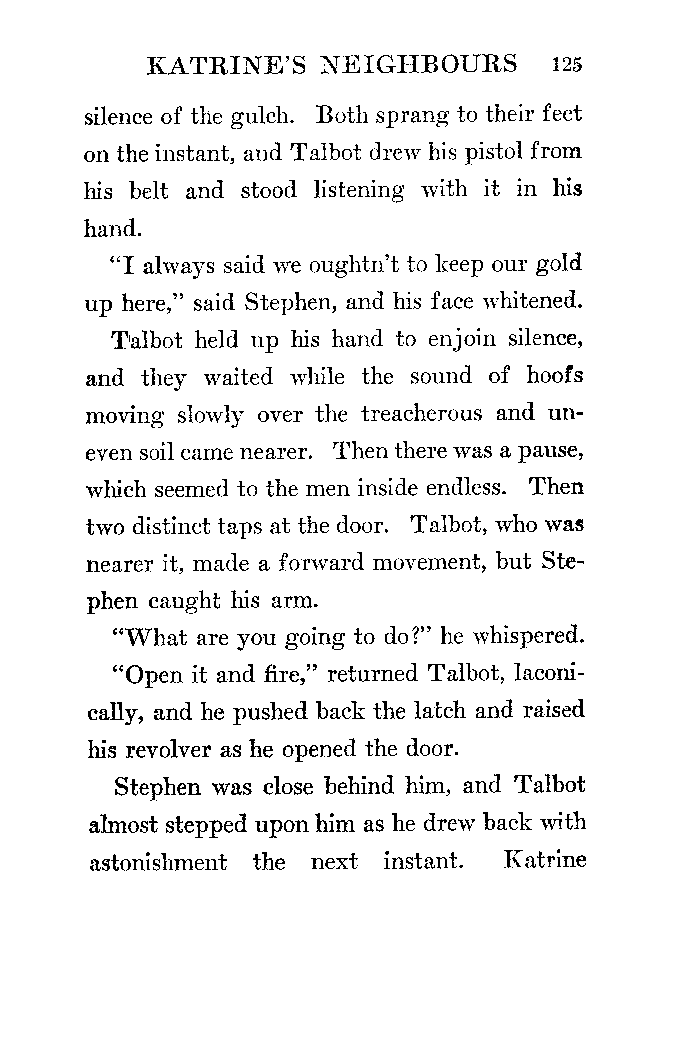 KATRINE'S NEIGHBOURS 125
silence of the gulch. Both sprang to their feet
on the instant, and Talbot drew his pistol from
his belt and stood listening with it in his
hand.
“I always said we oughtn't to keep our gold
up here,” said Stephen, and his face whitened.
Talbot held up his hand to enjoin silence,
and they waited while the sound of hoofs
moving slowly over the treacherous and un-
even soil came nearer. Then there was a pause,
which seemed to the men inside endless. Then
two distinct taps at the door. Talbot, who was
nearer it, made a forward movement, but Ste-
phen caught his arm.
“What are you going to do?” he whispered.
“Open it and fire,” returned Talbot, laconi-
cally, and he pushed back the latch and raised
his revolver as he opened the door.
Stephen was close behind him, and Talbot
almost stepped upon him as he drew back with
astonishment the next instant. Katrine